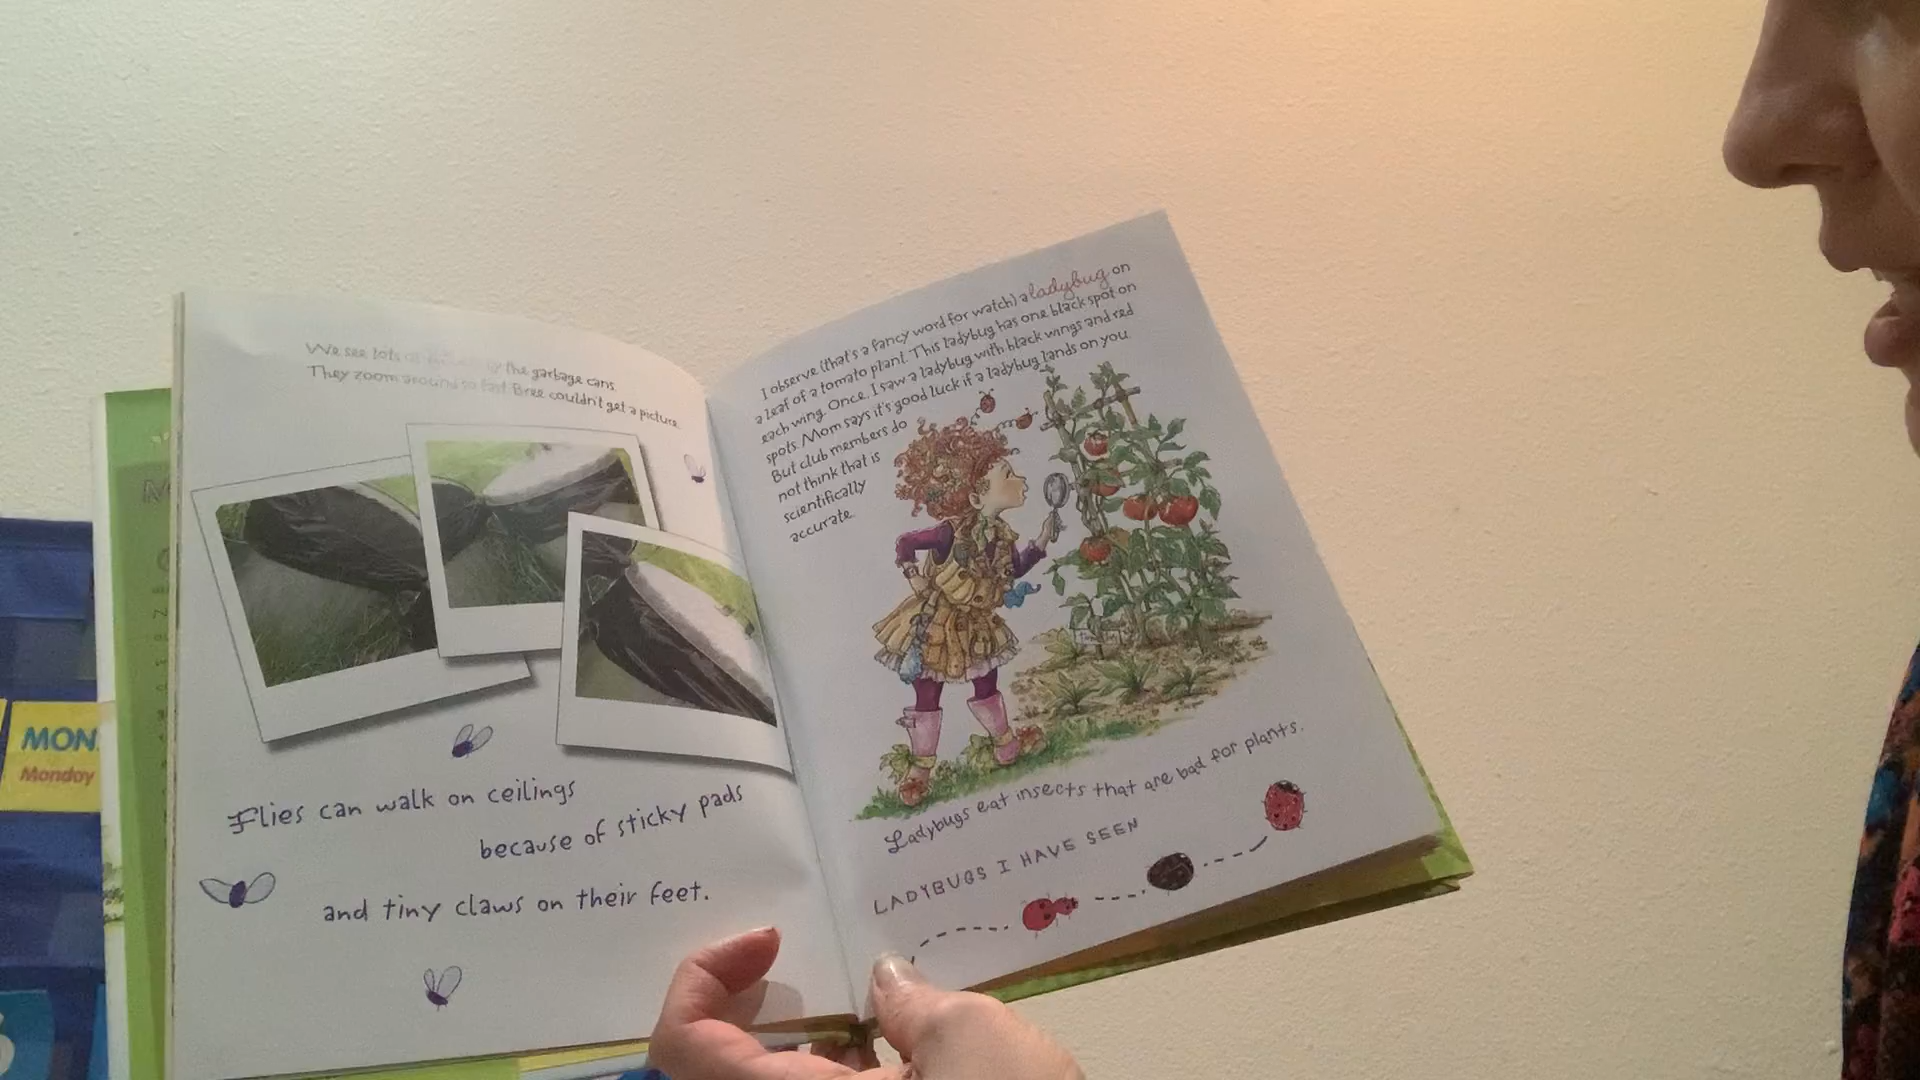 We see lots the garbage cans.
They zoom around so fast Bree couldn't get a picture.
Flies can walk on ceilings
because of sticky pads
and tiny claws on their feet.
I observe (that's a fancy word for watch) a ladybug on
a leaf of a tomato plant. This ladybug has one black spot on
each wing. Once, I saw a ladybug with black wings and red
spots. Mom says it's good luck if a ladybug lands on you.
But club members do
not think that is
scientifically
accurate.
Ladybugs eat insects that are bad for plants.
LADYBUGS I HAVE SEEN
MON
Monday